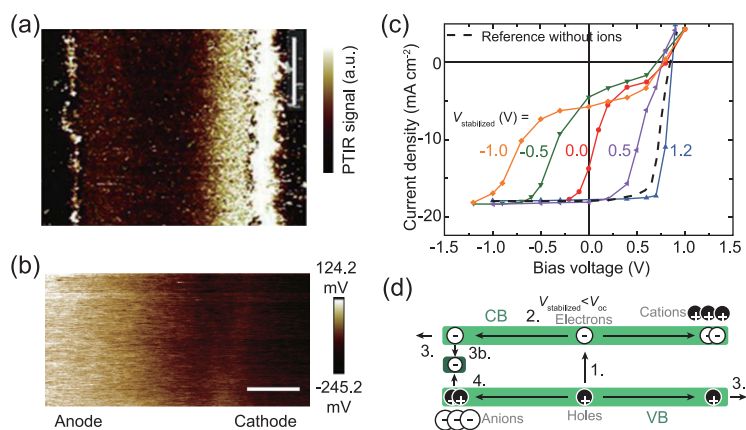 (a)
PTIR signal (a.u.)
(b)
124.2
mV
-245.2
mV
Anode
Cathode
(c)
Current density (mA cm-2)
0
-10
-20
Reference without ions
Vstabilized (V) =
-1.0
-0.5
0.0
0.5
1.2
-1.5
-1.0
-0.5
0.0
0.5
1.0
1.5
Bias voltage (V)
(d)
CB
2.
Vstabilized<Voc
Electrons
Cations
+ + +
3.
-
-
- -
3b.
-
4.
1.
+ +
+
+
3.
- - -
Anions
Holes
VB